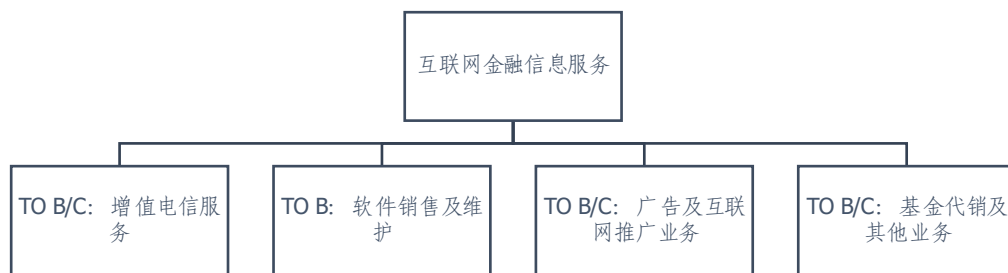 互联网金融信息服务
TO B/C: 增值电信服
务
TO B: 软件销售及维
护
TO B/C: 广告及互联
网推广业务
TO B/C: 基金代销及
其他业务